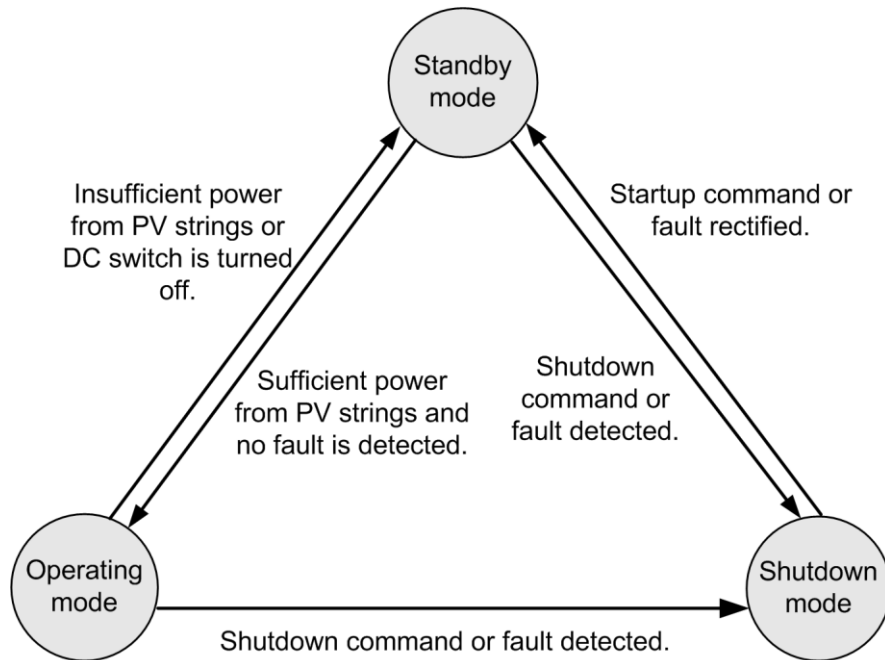 Standby
mode
Insufficient power
from PV strings or
DC switch is turned
off.
Startup command or
fault rectified.
Sufficient power
from PV strings and
no fault is detected.
Shutdown
command or
fault detected.
Operating
mode
Shutdown
mode
Shutdown command or fault detected.